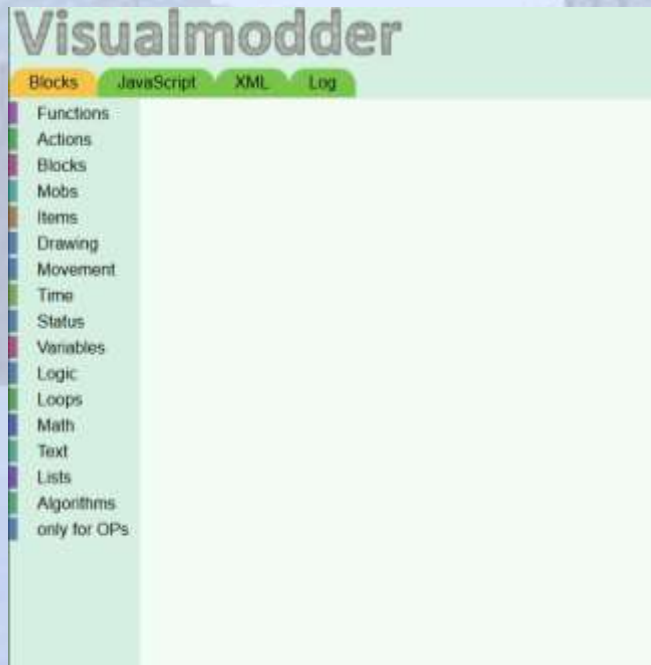 Visualmodder
Blocks JavaScript XML Log
Functions
Actions
Blocks
Mobs
Items
Drawing
Movement
Time
Status
Variables
Logic
Loops
Math
Text
Lists
Algorithms
only for OPs